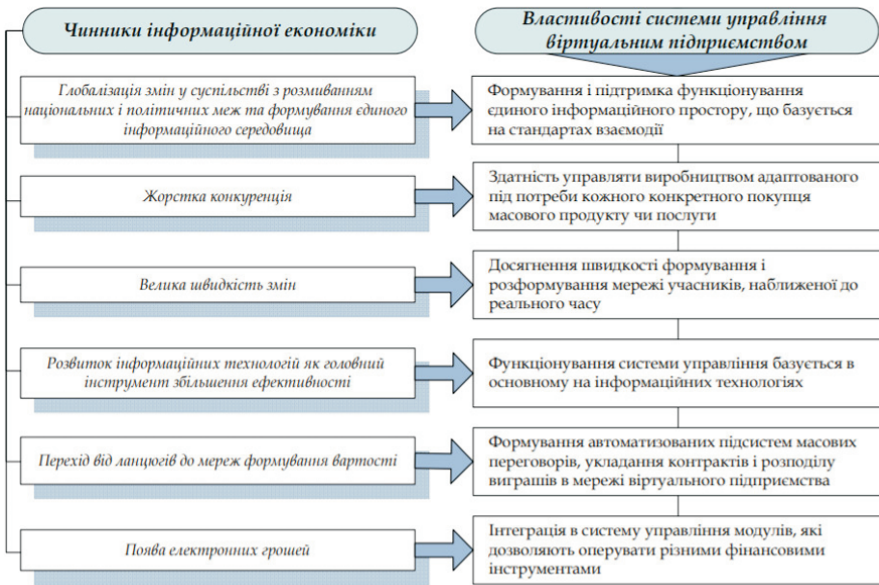 Чинники інформаційної економіки
Властивості системи управління
віртуальним підприємством
Глобалізація змін у суспільстві з розмиванням
національних і політичних меж та формування єдиного
інформаційного середовища
Формування і підтримка функціонування
єдиного інформаційного простору, що базується
на стандартах взаємодії
Жорстка конкуренція
Здатність управляти виробництвом адаптованого
під потреби кожного конкретного покупця
масового продукту чи послуги
Велика швидкість змін
Досягнення швидкості формування і
розформування мережі учасників, наближеної до
реального часу
Розвиток інформаційних технологій як головний
інструмент збільшення ефективності
Функціонування системи управління базується в
основному на інформаційних технологіях
Перехід від ланцюгів до мереж формування вартості
Формування автоматизованих підсистем масових
переговорів, укладання контрактів і розподілу
виграшів в мережі віртуального підприємства
Поява електронних грошей
Інтеграція в систему управління модулів, які
дозволяють оперувати різними фінансовими
інструментами